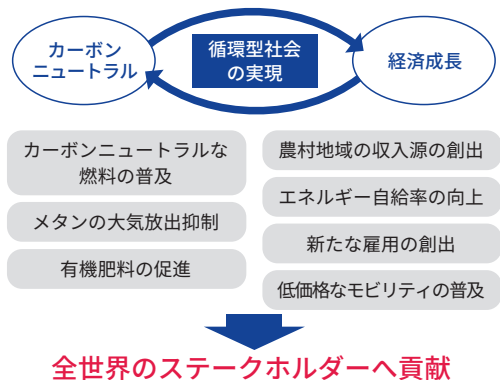 カーボン
ニュートラル
循環型社会
の実現
経済成長
カーボンニュートラルな
燃料の普及
メタンの大気放出抑制
有機肥料の促進
農村地域の収入源の創出
エネルギー自給率の向上
新たな雇用の創出
低価格なモビリティの普及
全世界のステークホルダーへ貢献